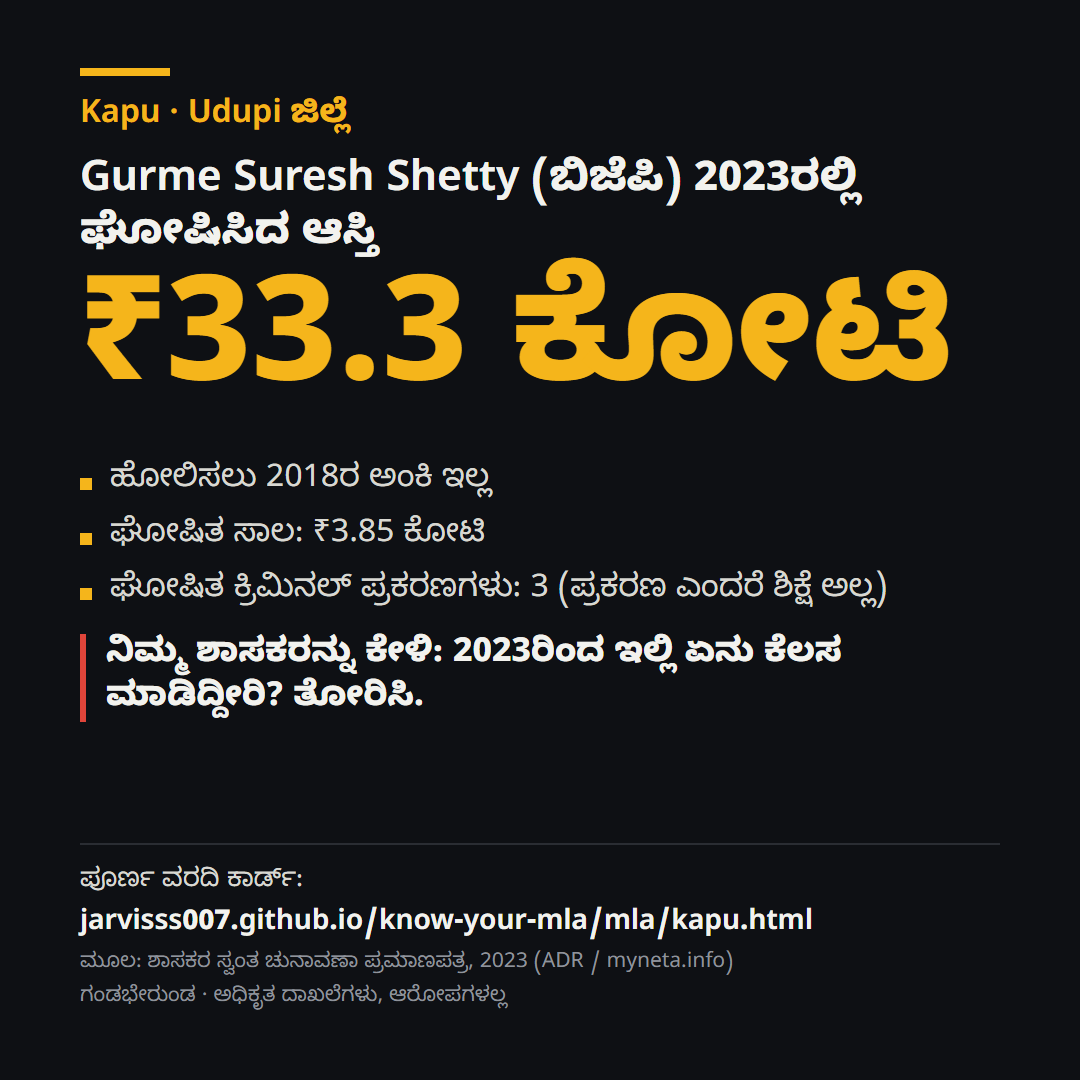 Kapu · Udupi ಜಿಲ್ಲೆ
Gurme Suresh Shetty (ಬಿಜೆಪಿ) 2023ರಲ್ಲಿ
ಘೋಷಿಸಿದ ಆಸ್ತಿ
₹33.3 ಕೋಟಿ
ಹೋಲಿಸಲು 2018ರ ಅಂಕಿ ಇಲ್ಲ
ಘೋಷಿತ ಸಾಲ: ₹3.85 ಕೋಟಿ
ಘೋಷಿತ ಕ್ರಿಮಿನಲ್ ಪ್ರಕರಣಗಳು: 3 (ಪ್ರಕರಣ ಎಂದರೆ ಶಿಕ್ಷೆ ಅಲ್ಲ)
ನಿಮ್ಮ ಶಾಸಕರನ್ನು ಕೇಳಿ: 2023ರಿಂದ ಇಲ್ಲಿ ಏನು ಕೆಲಸ
ಮಾಡಿದ್ದೀರಿ? ತೋರಿಸಿ.
ಪೂರ್ಣ ವರದಿ ಕಾರ್ಡ್:
jarvisss007.github.io/know-your-mla/mla/kapu.html
ಮೂಲ: ಶಾಸಕರ ಸ್ವಂತ ಚುನಾವಣಾ ಪ್ರಮಾಣಪತ್ರ, 2023 (ADR / myneta.info)
ಗಂಡಭೇರುಂಡ · ಅಧಿಕೃತ ದಾಖಲೆಗಳು, ಆರೋಪಗಳಲ್ಲ